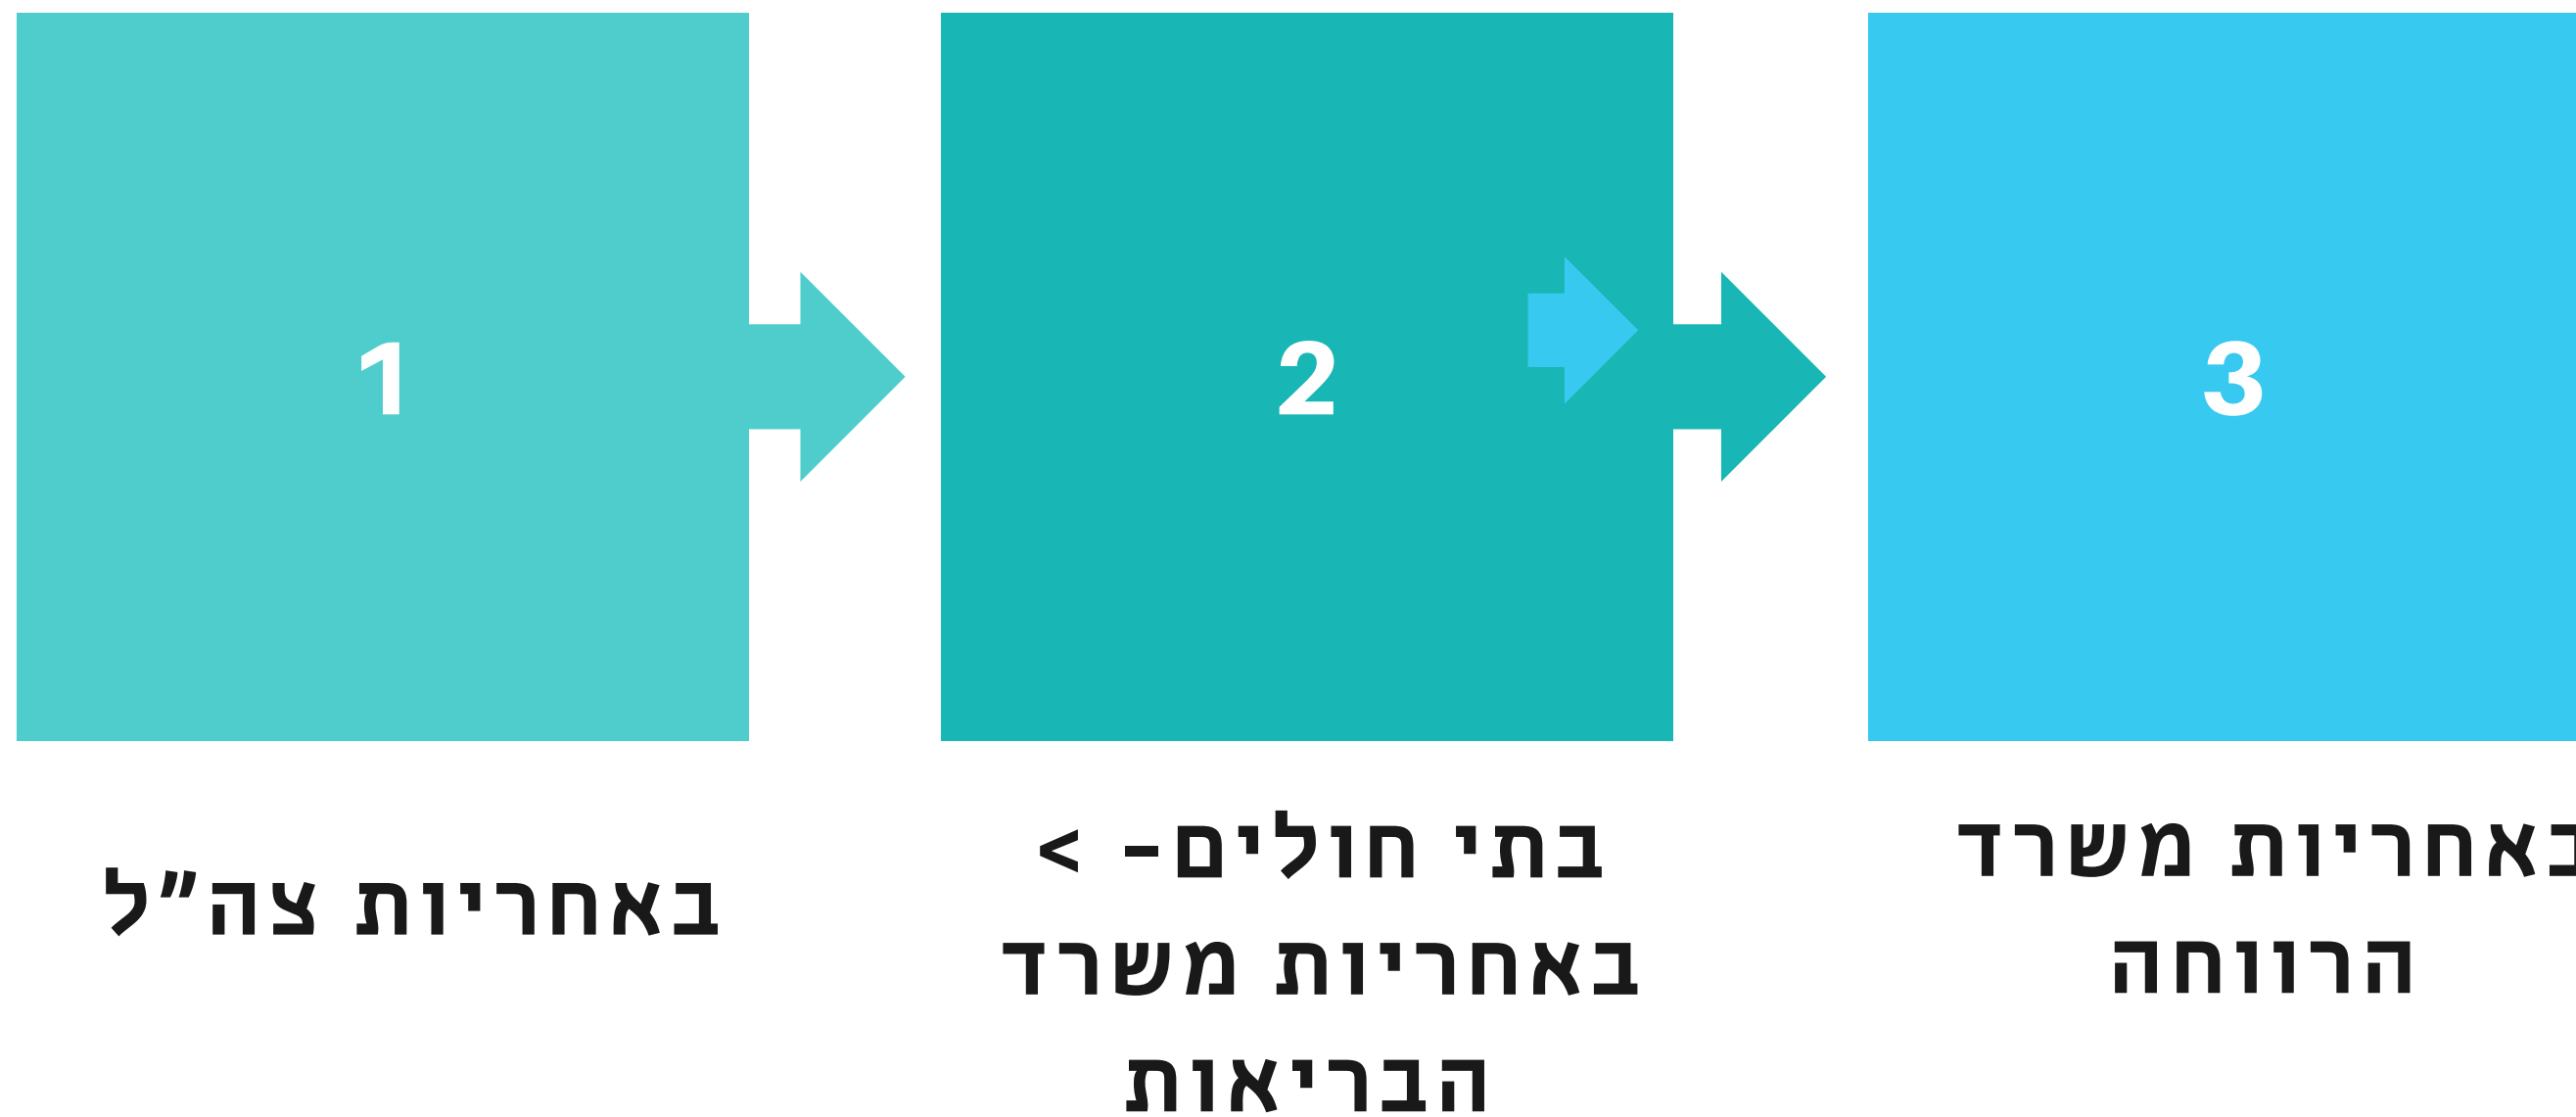 1
2
3
באחריות צה״ל
בתי חולים- >
באחריות משרד
הבריאות
באחריות משרד
הרווחה